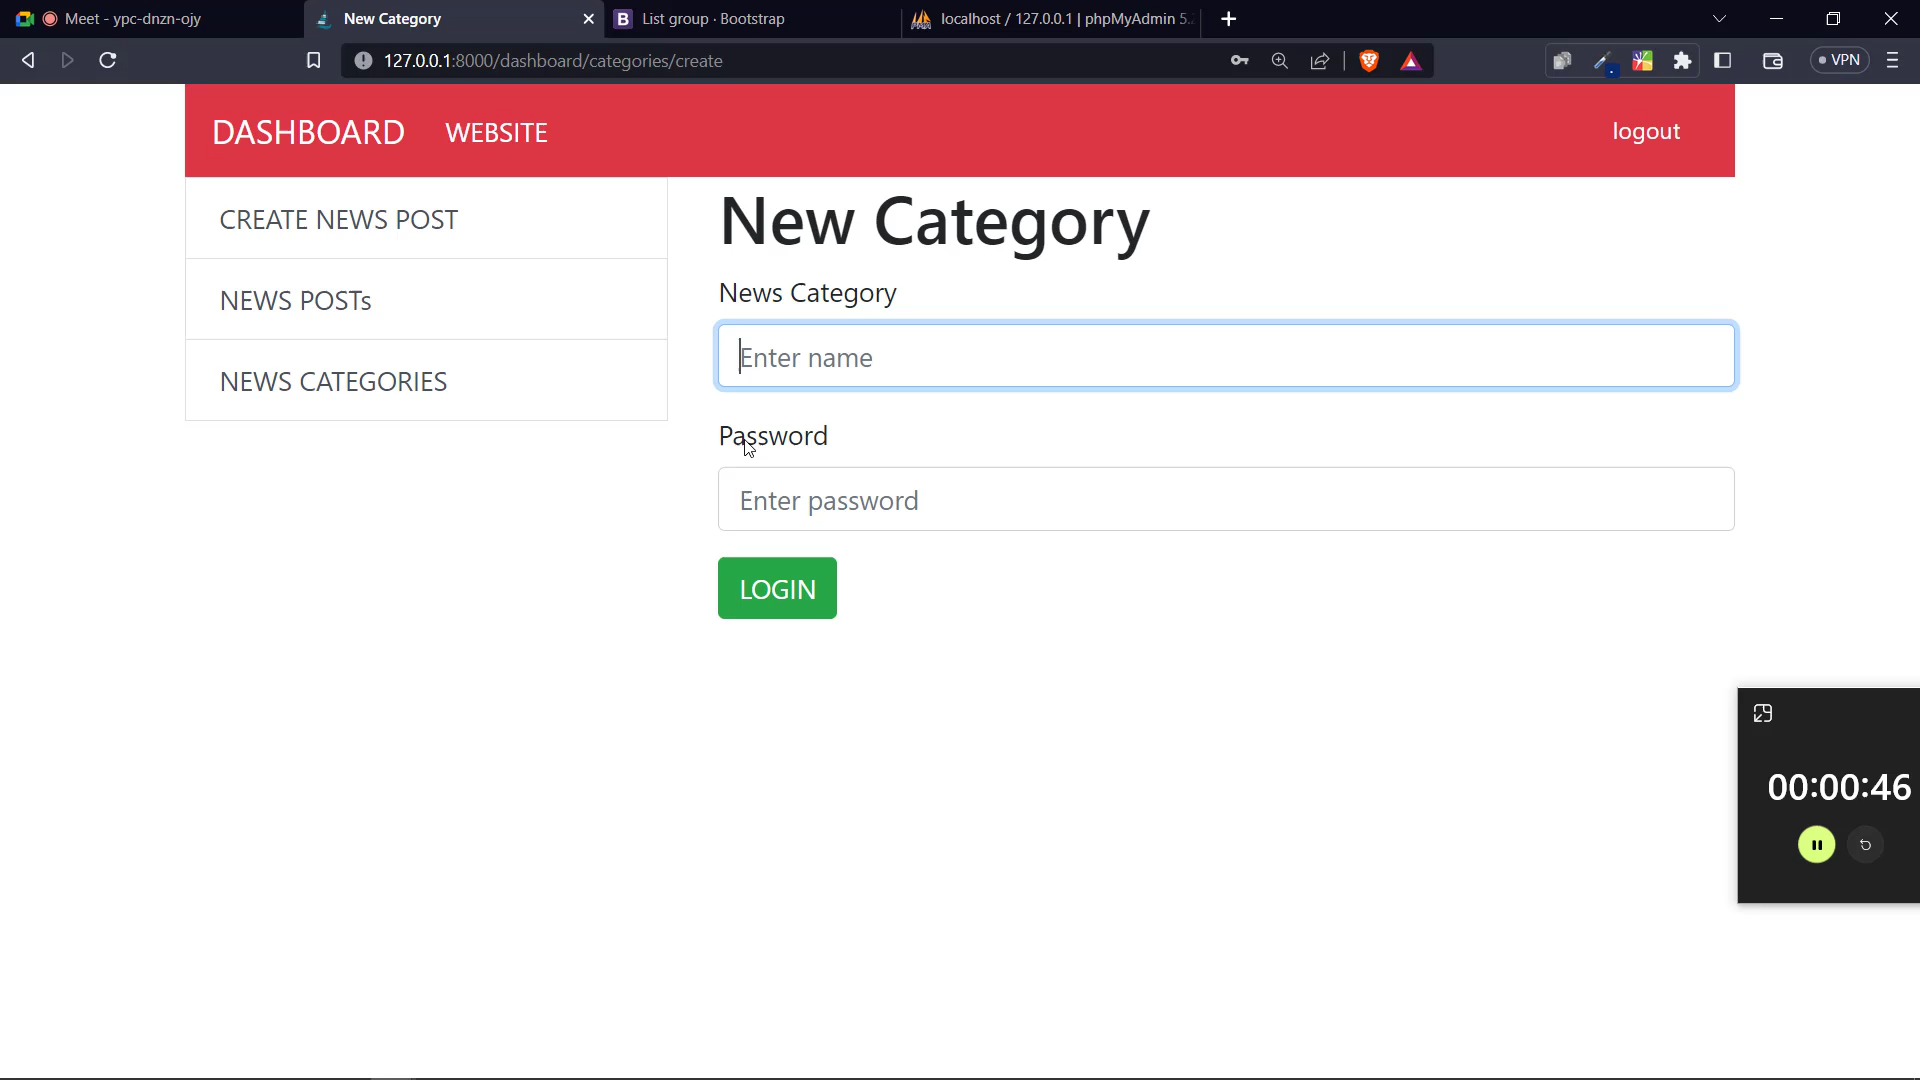 Meet - ypc-dnzn-ojy
New Category
B List group · Bootstrap
localhost / 127.0.0.1 | phpMyAdmin 5.
127.0.0.1:8000/dashboard/categories/create
VPN
DASHBOARD WEBSITE logout
CREATE NEWS POST
NEWS POSTs
NEWS CATEGORIES
New Category
News Category
Enter name
Password
Enter password
LOGIN
00:00:46